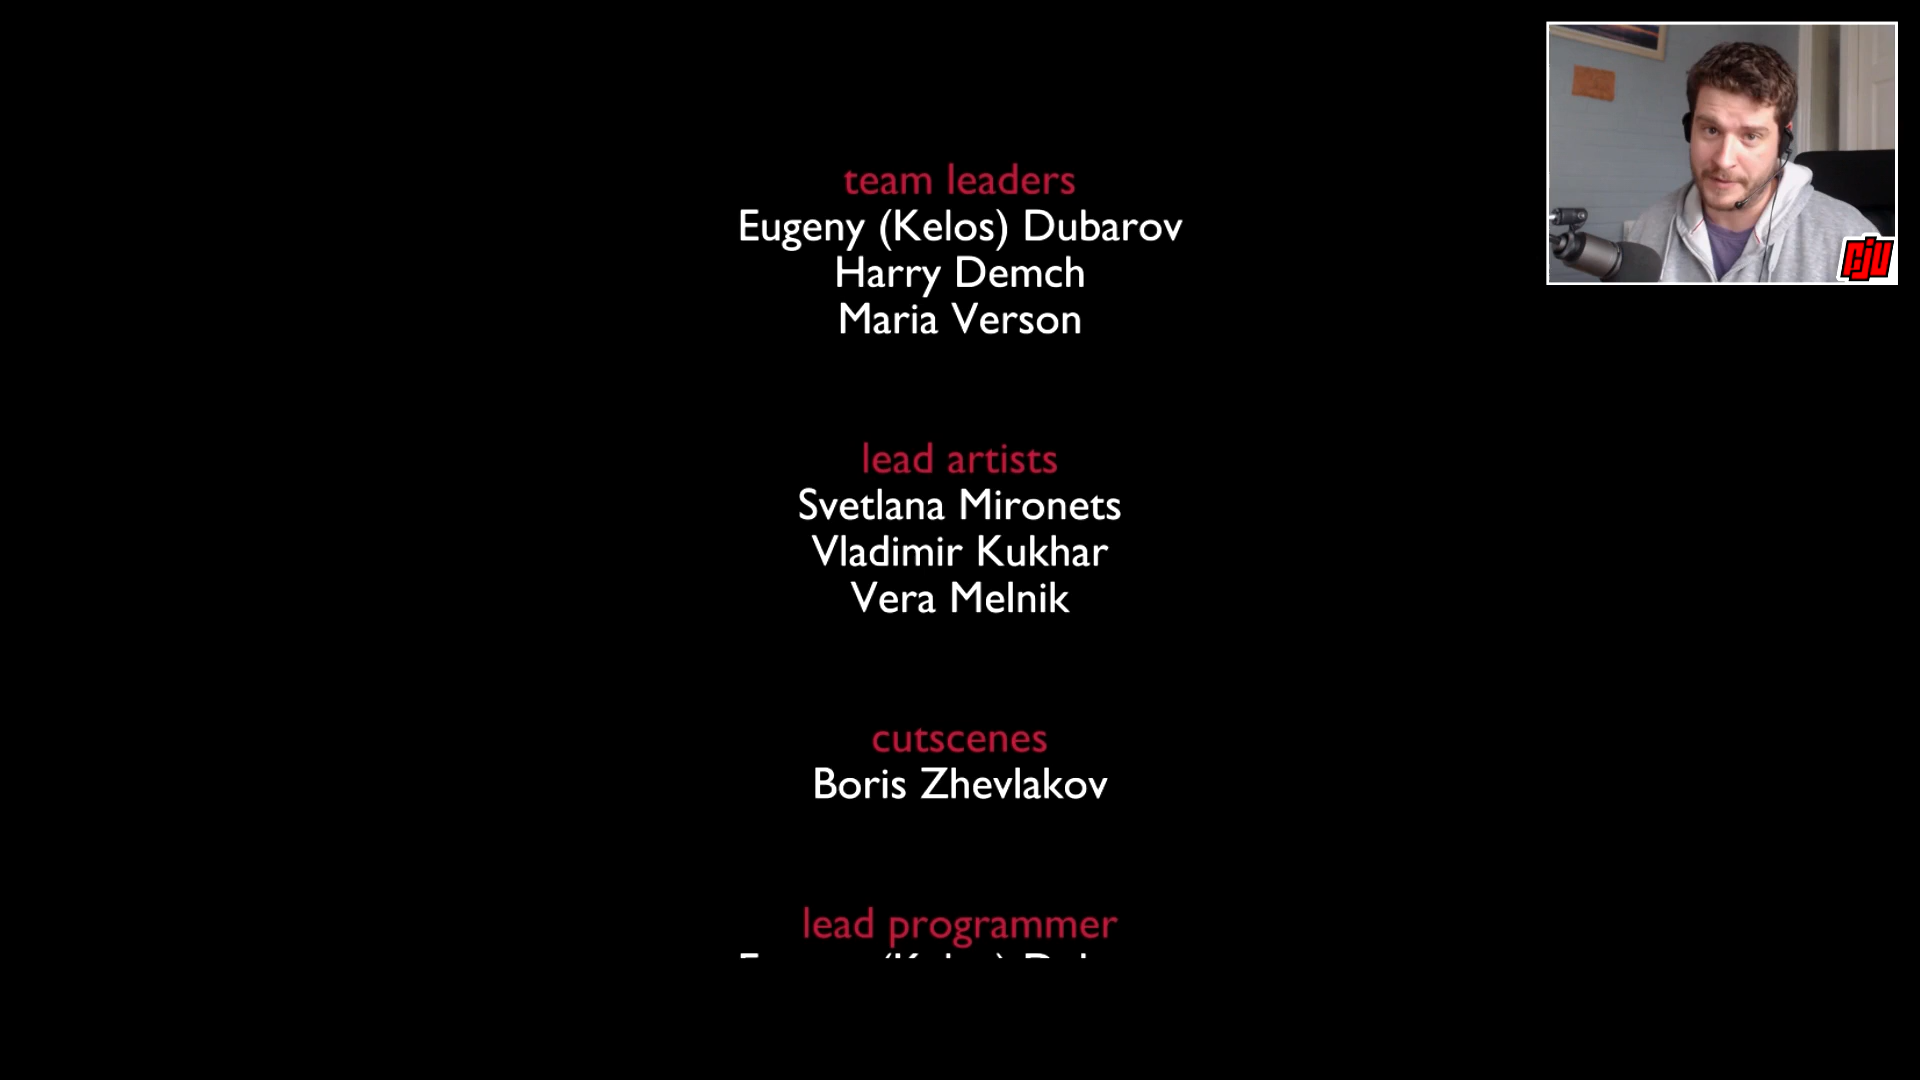 team leaders
Eugeny (Kelos) Dubarov
Harry Demch
Maria Verson
lead artists
Svetlana Mironets
Vladimir Kukhar
Vera Melnik
cutscenes
Boris Zhevlakov
lead programmer